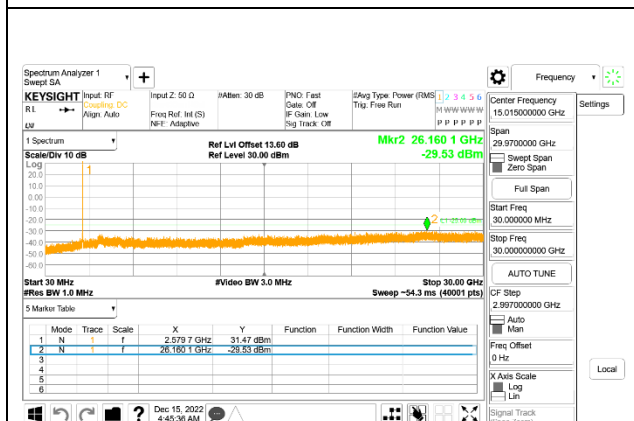 Spectrum Analyzer 1
Swept SA
+
Frequency
KEYSIGHT
RL
Input: RF
Coupling: DC
Align: Auto
Input Z: 50 Ω
Freq Ref: Int (S)
NFE: Adaptive
#Atten: 30 dB
PNO: Fast
Gate: Off
IF Gain: Low
Sig Track: Off
#Avg Type: Power (RMS
Trig: Free Run
1 2 3 4 5 6
M W W W W W
P P P P P P
Settings
Center Frequency
15.015000000 GHz
Span
29.9700000 GHz
Swept Span
Zero Span
Full Span
Start Freq
30.000000 MHz
Stop Freq
30.000000000 GHz
AUTO TUNE
CF Step
2.997000000 GHz
Auto
Man
Freq Offset
0 Hz
X Axis Scale
Log
Lin
Signal Track
Local
1 Spectrum
Scale/Div 10 dB
Ref Lvl Offset 13.60 dB
Ref Level 30.00 dBm
Mkr2 26.160 1 GHz
-29.53 dBm
Log
20.0
10.0
0.00
-10.0
-20.0
-30.0
-40.0
-50.0
-60.0
1
2
Start 30 MHz
#Res BW 1.0 MHz
#Video BW 3.0 MHz
Stop 30.00 GHz
Sweep ~54.3 ms (40001 pts)
5 Marker Table
Mode Trace Scale X Y Function Function Width Function Value
1 N 1 f 2.579 7 GHz 31.47 dBm
2 N 1 f 26.160 1 GHz -29.53 dBm
3
4
5
6
?
Dec 15, 2022
4:45:36 AM